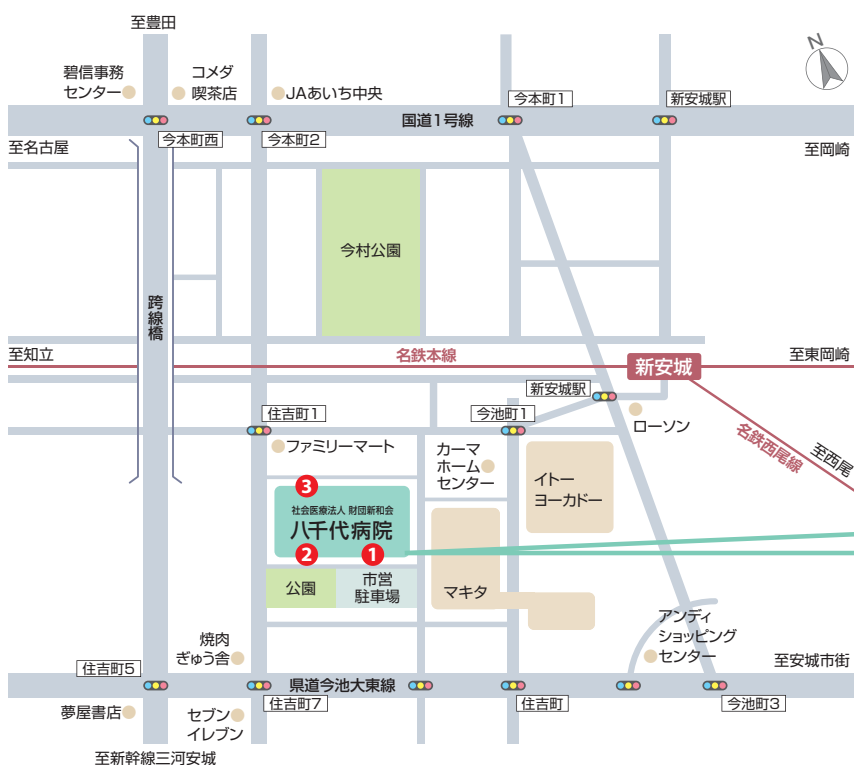 至豊田
N
碧信事務
センター
コメダ
喫茶店
JAあいち中央
今本町1
新安城駅
国道1号線
今本町西
今本町2
至名古屋
至岡崎
今村公園
跨線橋
至知立
名鉄本線
新安城
至東岡崎
新安城駅
住吉町1
今池町1
ローソン
名鉄西尾線
至西尾
ファミリーマート
カーマ
ホーム
センター
イトー
ヨーカドー
3
社会医療法人 財団新和会
八千代病院
2
1
公園
市営
駐車場
マキタ
アンディ
ショッピング
センター
焼肉
ぎゅう舎
至安城市街
住吉町5
県道今池大東線
住吉町7
住吉町
今池町3
夢屋書店
セブン
イレブン
至新幹線三河安城